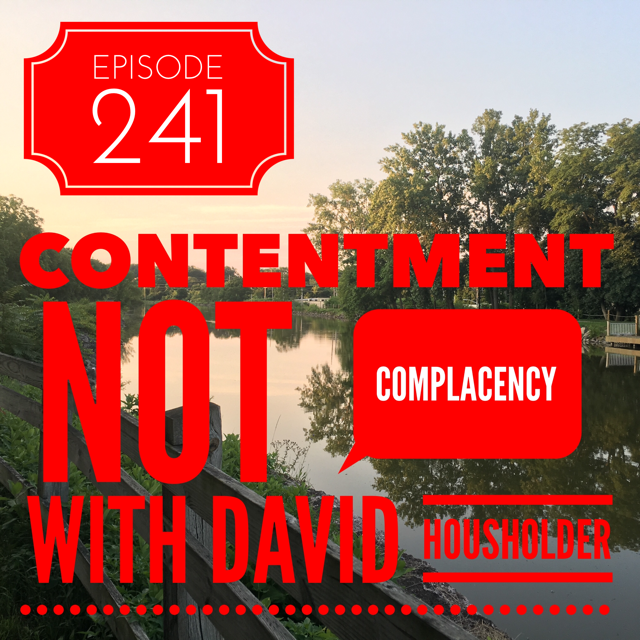 EPISODE
241
CONTENTMENT
NOT
COMPLACENCY
WITH DAVID
HOUSHOLDER